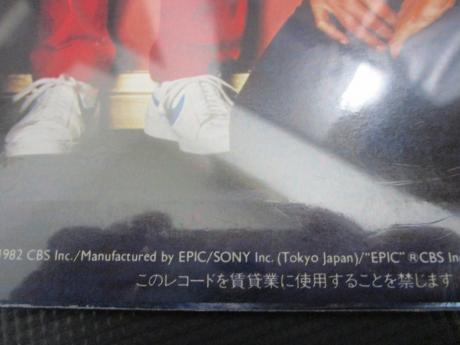 1982 CBS Inc./Manufactured by EPIC/SONY Inc. (Tokyo Japan)/"EPIC" ® CBS
このレコードを賃貸業に使用することを禁じます